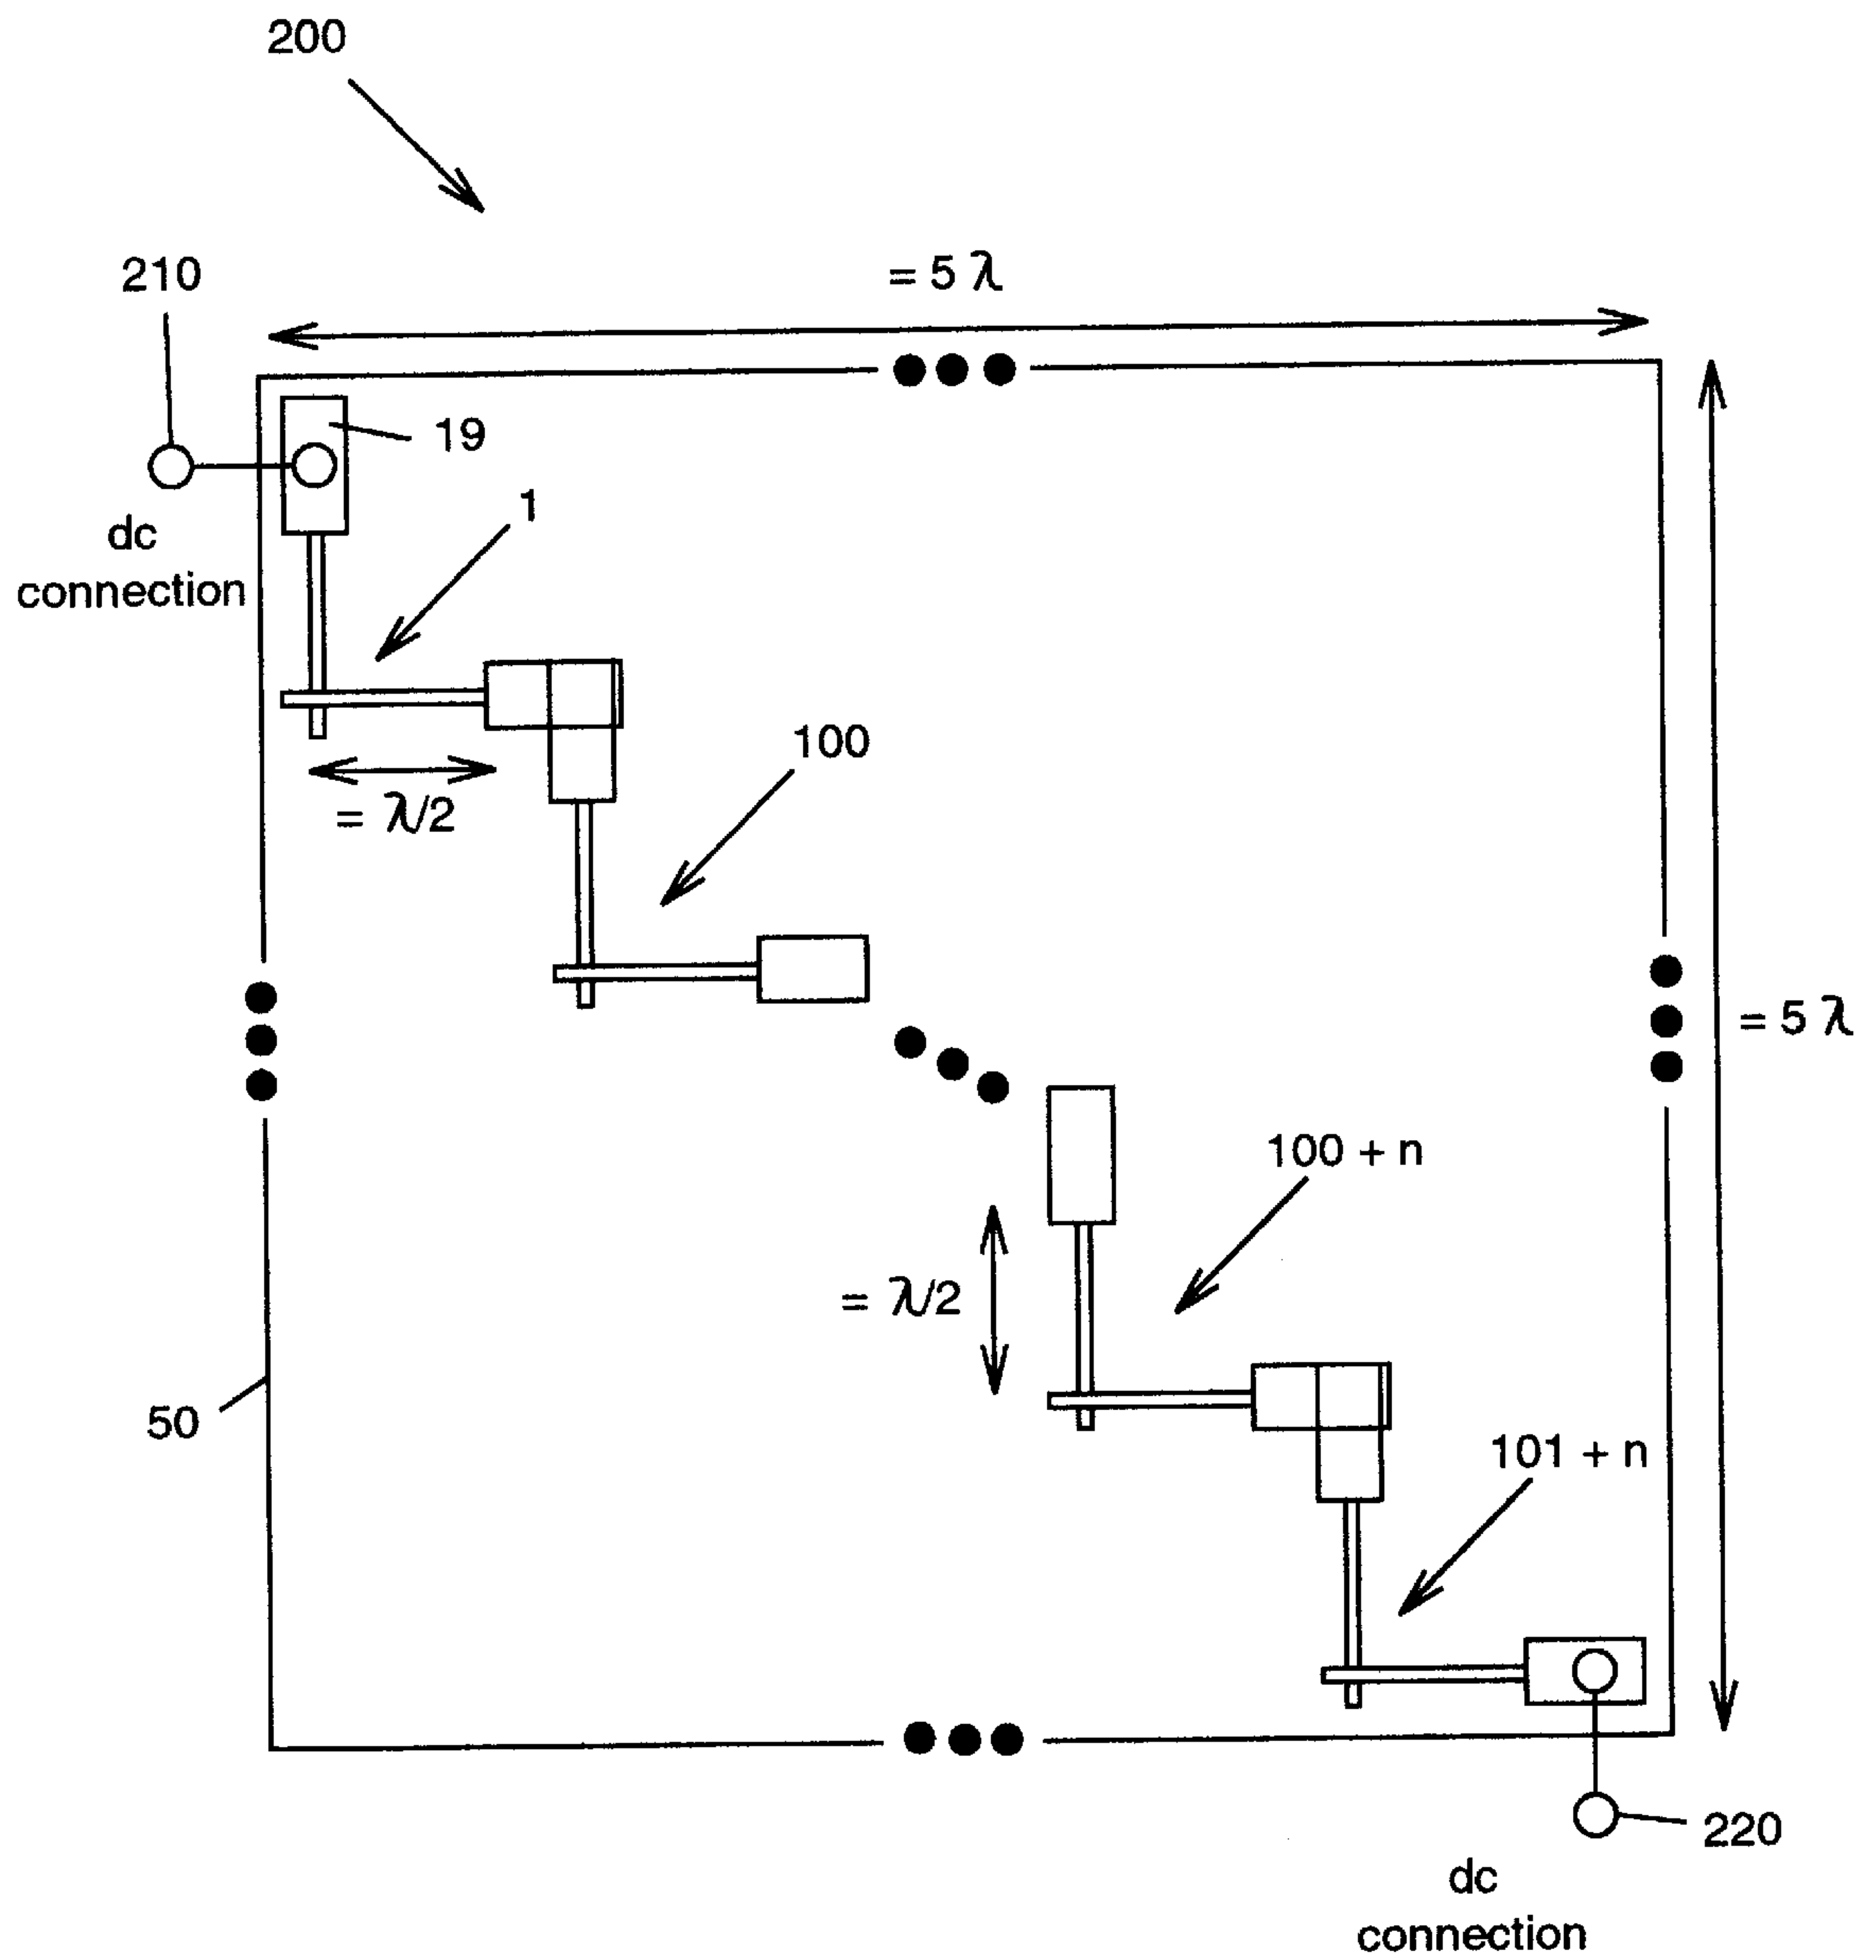 200
= 5 λ
210
19
dc
connection
1
100
= λ/2
= 5 λ
100 + n
= λ/2
50
101 + n
220
dc
connection